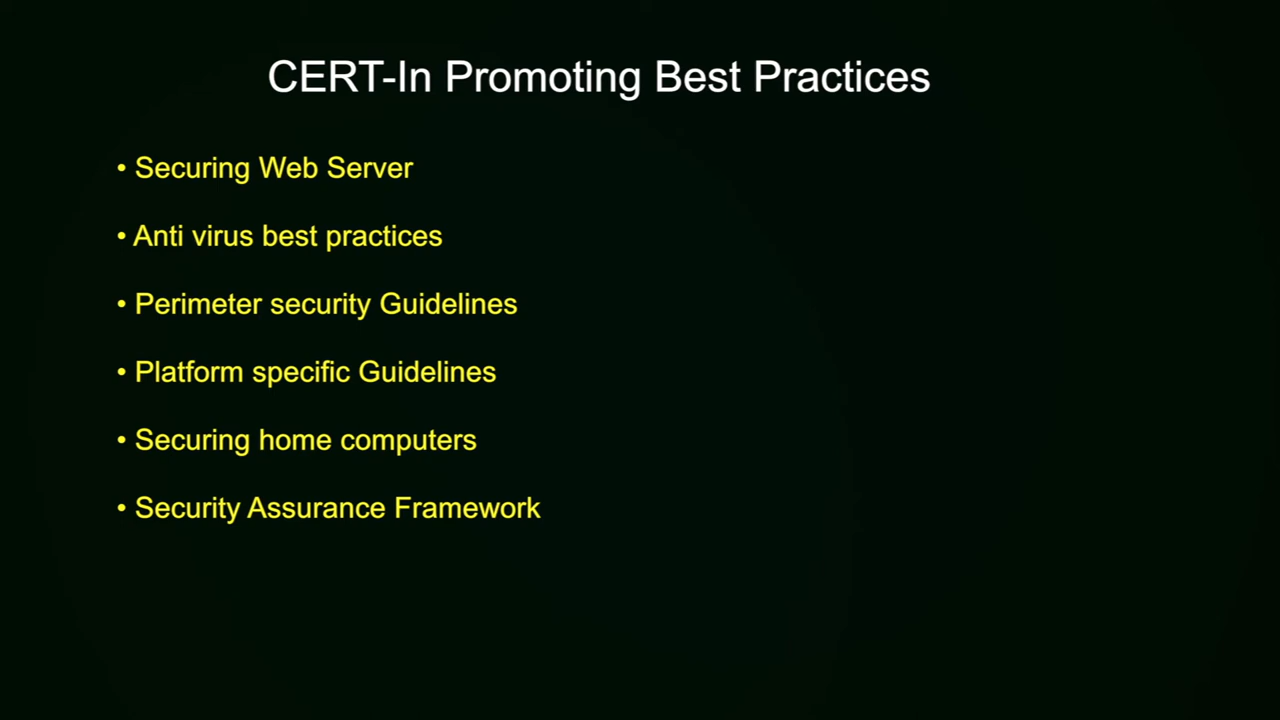 CERT-In Promoting Best Practices
• Securing Web Server
• Anti virus best practices
• Perimeter security Guidelines
• Platform specific Guidelines
• Securing home computers
• Security Assurance Framework